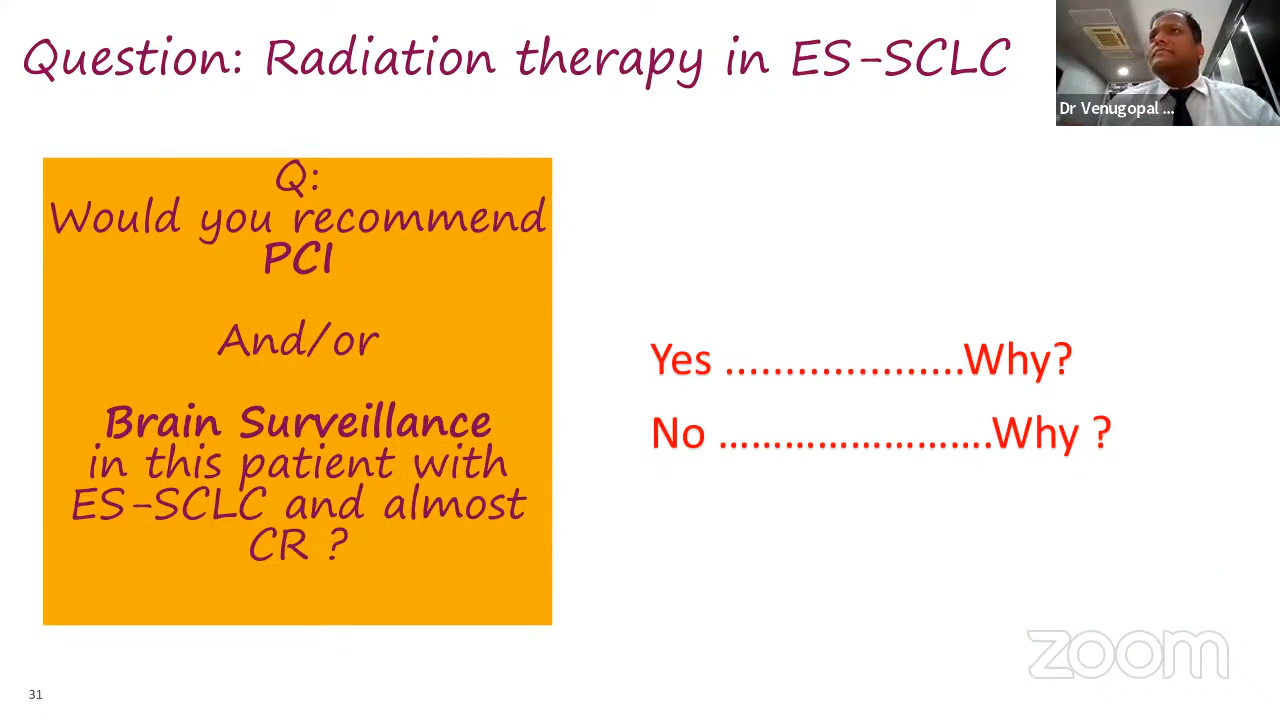 Question: Radiation therapy in ES-SCLC
Dr Venugopal ...
Q:
Would you recommend
PCI
And/or
Brain Surveillance
in this patient with
ES-SCLC and almost
CR ?
Yes .....................Why?
No .........................Why ?
zoom
31